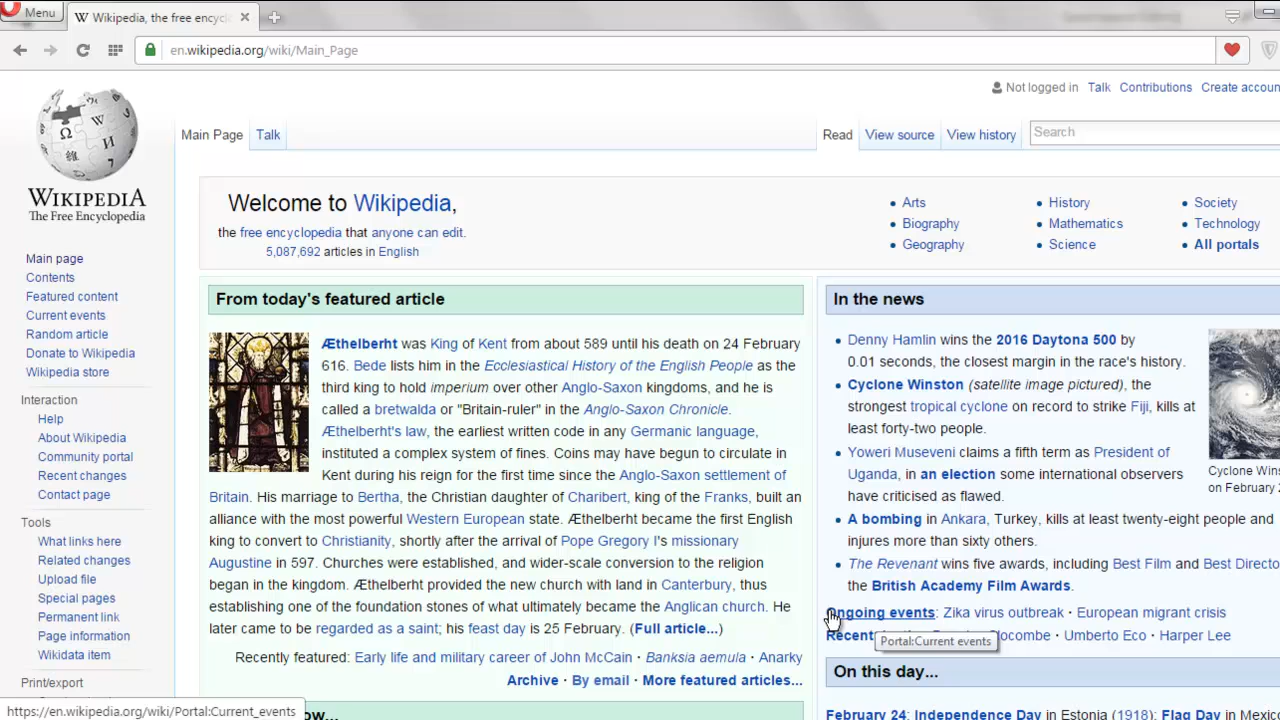 Menu
Wikipedia, the free encyc
en.wikipedia.org/wiki/Main_Page
Not logged in Talk Contributions Create accoun
Main Page Talk Read View source View history Search
WIKIPEDIA
The Free Encyclopedia
Main page
Contents
Featured content
Current events
Random article
Donate to Wikipedia
Wikipedia store
Interaction
Help
About Wikipedia
Community portal
Recent changes
Contact page
Tools
What links here
Related changes
Upload file
Special pages
Permanent link
Page information
Wikidata item
Print/export
https://en.wikipedia.org/wiki/Portal:Current_events
Welcome to Wikipedia,
the free encyclopedia that anyone can edit.
5,087,692 articles in English
• Arts
• Biography
• Geography
• History
• Mathematics
• Science
• Society
• Technology
• All portals
From today's featured article
Æthelberht was King of Kent from about 589 until his death on 24 February
616. Bede lists him in the Ecclesiastical History of the English People as the
third king to hold imperium over other Anglo-Saxon kingdoms, and he is
called a bretwalda or "Britain-ruler" in the Anglo-Saxon Chronicle.
Æthelberht's law, the earliest written code in any Germanic language,
instituted a complex system of fines. Coins may have begun to circulate in
Kent during his reign for the first time since the Anglo-Saxon settlement of
Britain. His marriage to Bertha, the Christian daughter of Charibert, king of the Franks, built an
alliance with the most powerful Western European state. Æthelberht became the first English
king to convert to Christianity, shortly after the arrival of Pope Gregory I's missionary
Augustine in 597. Churches were established, and wider-scale conversion to the religion
began in the kingdom. Æthelberht provided the new church with land in Canterbury, thus
establishing one of the foundation stones of what ultimately became the Anglican church. He
later came to be regarded as a saint; his feast day is 25 February. (Full article...)
Recently featured: Early life and military career of John McCain · Banksia aemula · Anarky
Archive · By email · More featured articles...
ow...
In the news
• Denny Hamlin wins the 2016 Daytona 500 by
0.01 seconds, the closest margin in the race's history.
• Cyclone Winston (satellite image pictured), the
strongest tropical cyclone on record to strike Fiji, kills at
least forty-two people.
• Yoweri Museveni claims a fifth term as President of
Uganda, in an election some international observers
have criticised as flawed.
• A bombing in Ankara, Turkey, kills at least twenty-eight people and
injures more than sixty others.
• The Revenant wins five awards, including Best Film and Best Directo
the British Academy Film Awards.
Cyclone Wins
on February 2
Ongoing events: Zika virus outbreak · European migrant crisis
Recent locombe · Umberto Eco · Harper Lee
Portal:Current events
On this day...
February 24: Independence Day in Estonia (1918); Flag Day in Mexico